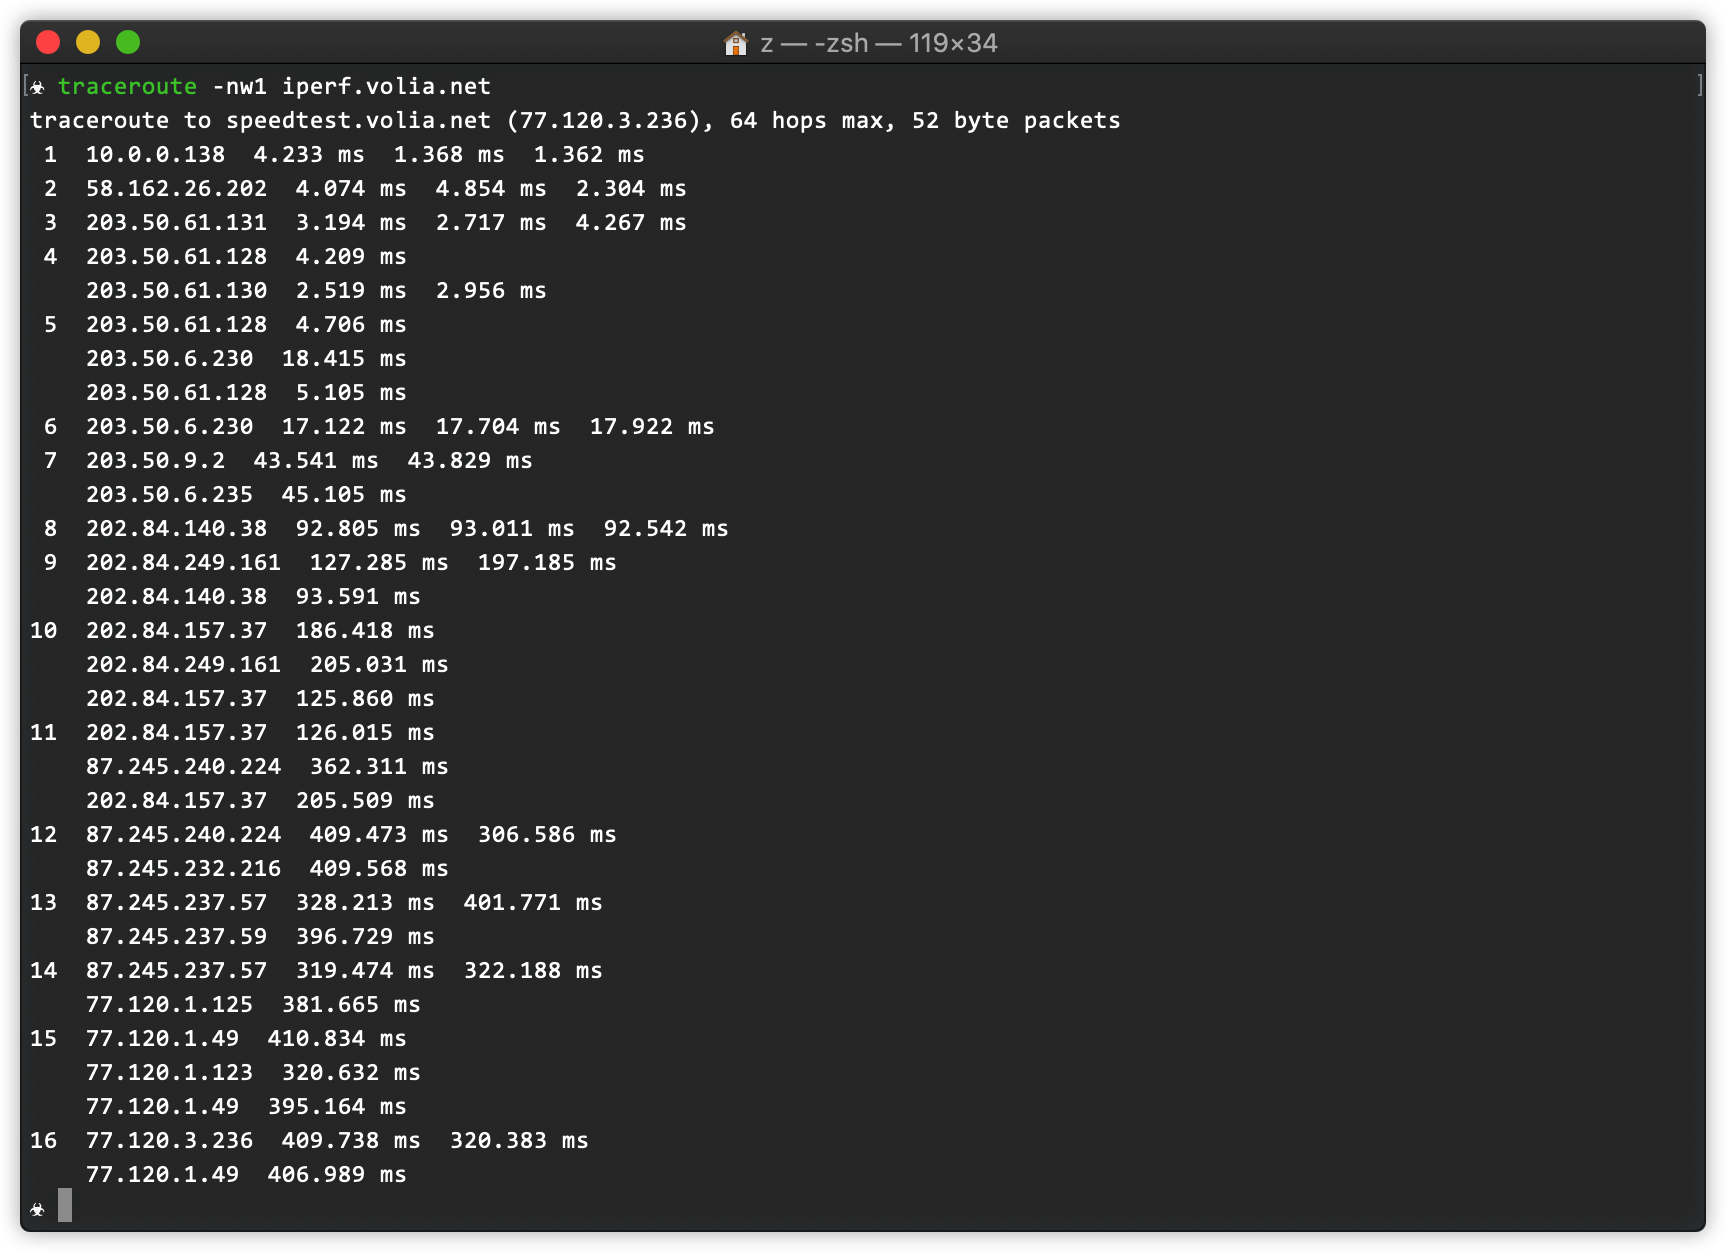 z — -zsh — 119×34
[☣ traceroute -nw1 iperf.volia.net ]
traceroute to speedtest.volia.net (77.120.3.236), 64 hops max, 52 byte packets
 1  10.0.0.138  4.233 ms  1.368 ms  1.362 ms
 2  58.162.26.202  4.074 ms  4.854 ms  2.304 ms
 3  203.50.61.131  3.194 ms  2.717 ms  4.267 ms
 4  203.50.61.128  4.209 ms
    203.50.61.130  2.519 ms  2.956 ms
 5  203.50.61.128  4.706 ms
    203.50.6.230  18.415 ms
    203.50.61.128  5.105 ms
 6  203.50.6.230  17.122 ms  17.704 ms  17.922 ms
 7  203.50.9.2  43.541 ms  43.829 ms
    203.50.6.235  45.105 ms
 8  202.84.140.38  92.805 ms  93.011 ms  92.542 ms
 9  202.84.249.161  127.285 ms  197.185 ms
    202.84.140.38  93.591 ms
10  202.84.157.37  186.418 ms
    202.84.249.161  205.031 ms
    202.84.157.37  125.860 ms
11  202.84.157.37  126.015 ms
    87.245.240.224  362.311 ms
    202.84.157.37  205.509 ms
12  87.245.240.224  409.473 ms  306.586 ms
    87.245.232.216  409.568 ms
13  87.245.237.57  328.213 ms  401.771 ms
    87.245.237.59  396.729 ms
14  87.245.237.57  319.474 ms  322.188 ms
    77.120.1.125  381.665 ms
15  77.120.1.49  410.834 ms
    77.120.1.123  320.632 ms
    77.120.1.49  395.164 ms
16  77.120.3.236  409.738 ms  320.383 ms
    77.120.1.49  406.989 ms
☣